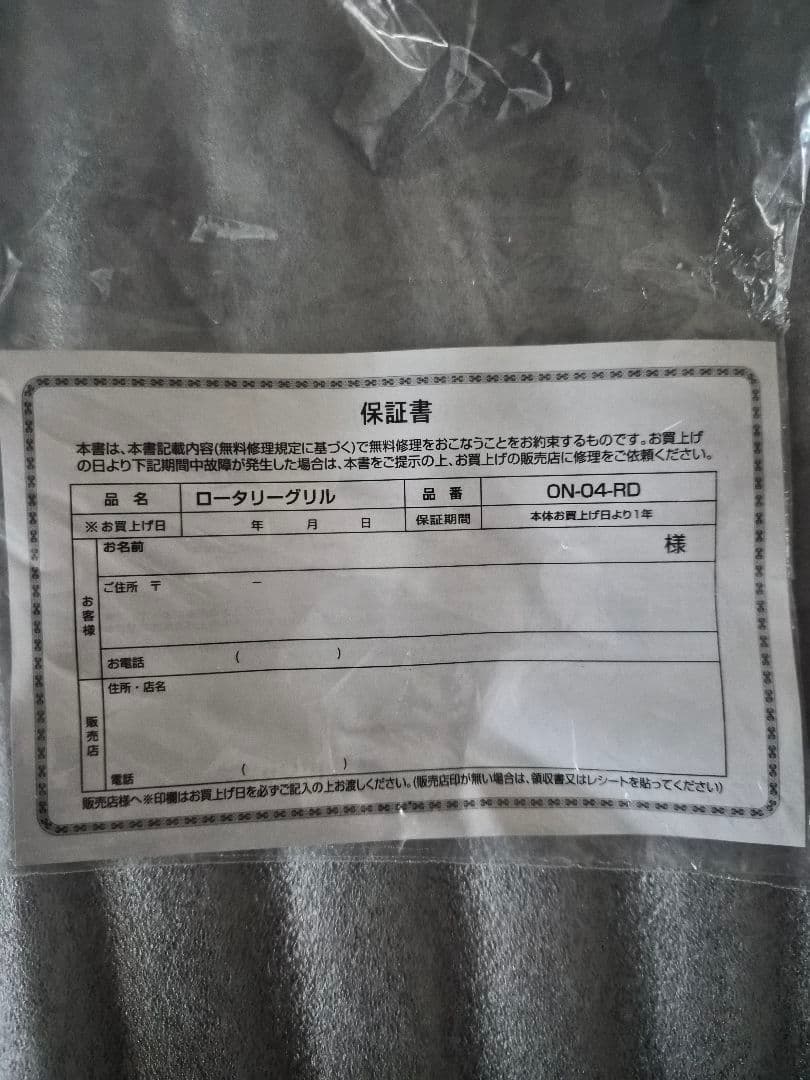 保証書
本書は、本書記載内容(無料修理規定に基づく)で無料修理をおこなうことをお約束するものです。お買上げ
の日より下記期間中故障が発生した場合は、本書をご提示の上、お買上げの販売店に修理をご依頼ください。
品 名 ロータリーグリル 品 番 ON-04-RD
※お買上げ日 年 月 日 保証期間 本体お買上げ日より1年
お客様
お名前 様
ご住所 〒 －
お電話 ( )
販売店
住所・店名
電話 ( )
販売店様へ※印欄はお買上げ日を必ずご記入の上お渡しください。(販売店印が無い場合は、領収書又はレシートを貼ってください)